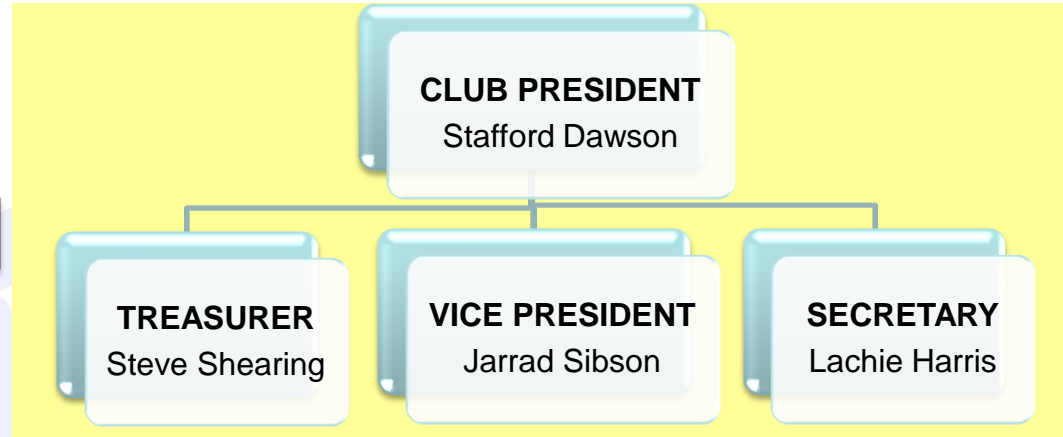 CLUB PRESIDENT
Stafford Dawson
TREASURER
Steve Shearing
VICE PRESIDENT
Jarrad Sibson
SECRETARY
Lachie Harris